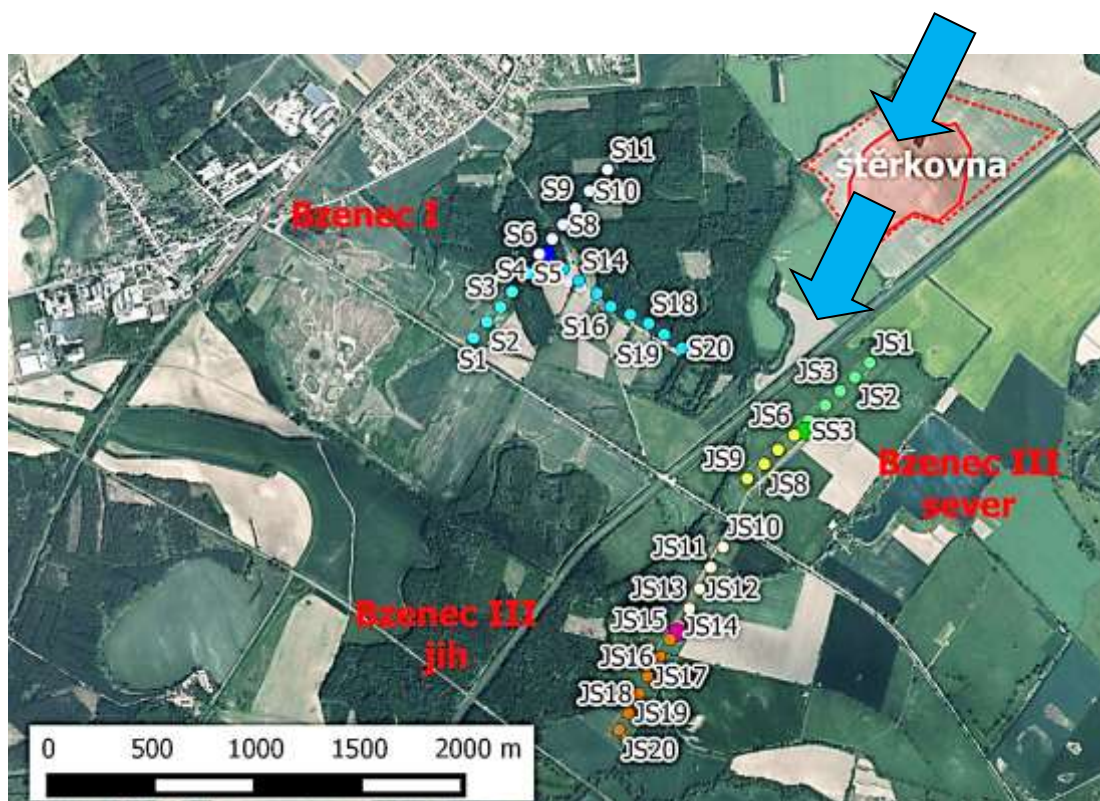 štěrkovna
S11
S9
S10
Bzenec I
S8
S6
S14
S4
S5
S3
S18
S16
S2
S19
S20
S1
JS1
JS3
JS2
JS6
SS3
JS9
JS8
Bzenec III
sever
JS10
JS11
JS12
JS13
Bzenec III
jih
JS15
JS14
JS16
JS17
JS18
JS19
JS20
0 500 1000 1500 2000 m